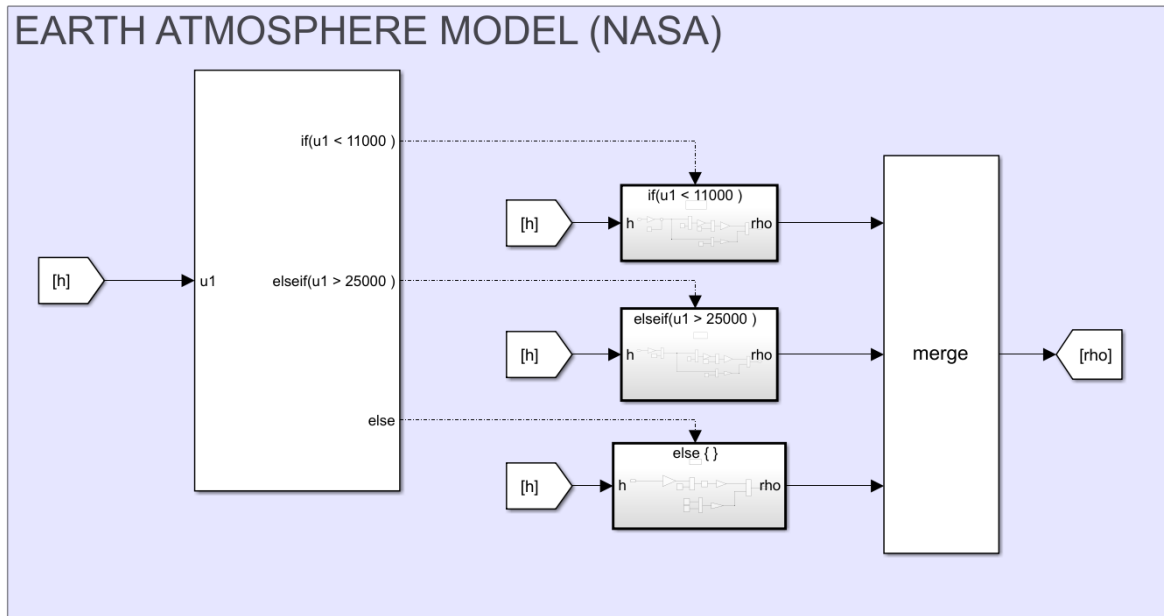 EARTH ATMOSPHERE MODEL (NASA)
if(u1 < 11000 )
if(u1 < 11000 )
[h]
h
rho
[h]
u1
elseif(u1 > 25000 )
elseif(u1 > 25000 )
[h]
h
rho
merge
[rho]
else
else { }
[h]
h
rho